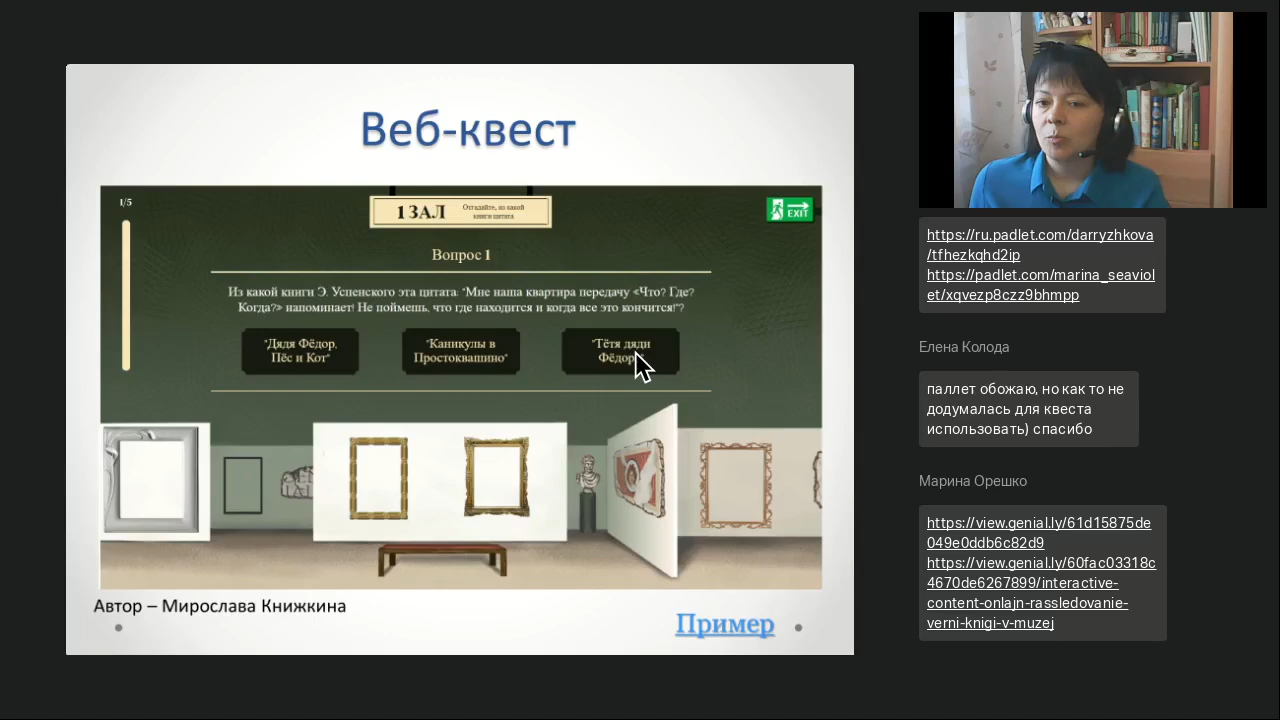 Веб-квест
1/5
1 ЗАЛ
Отгадайте, из какой
книги цитата
EXIT
Вопрос 1
Из какой книги Э. Успенского эта цитата: "Мне наша квартира передачу «Что? Где?
Когда?» напоминает! Не поймешь, что где находится и когда все это кончится!"?
"Дядя Фёдор,
Пёс и Кот"
"Каникулы в
Простоквашино"
"Тётя дяди
Автор – Мирослава Книжкина
Пример
https://ru.padlet.com/darryzhkova
/tfhezkqhd2ip
https://padlet.com/marina_seaviol
et/xqvezp8czz9bhmpp
Елена Колода
паллет обожаю, но как то не
додумалась для квеста
использовать) спасибо
Марина Орешко
https://view.genial.ly/61d15875de
049e0ddb6c82d9
https://view.genial.ly/60fac03318c
4670de6267899/interactive-
content-onlajn-rassledovanie-
verni-knigi-v-muzej